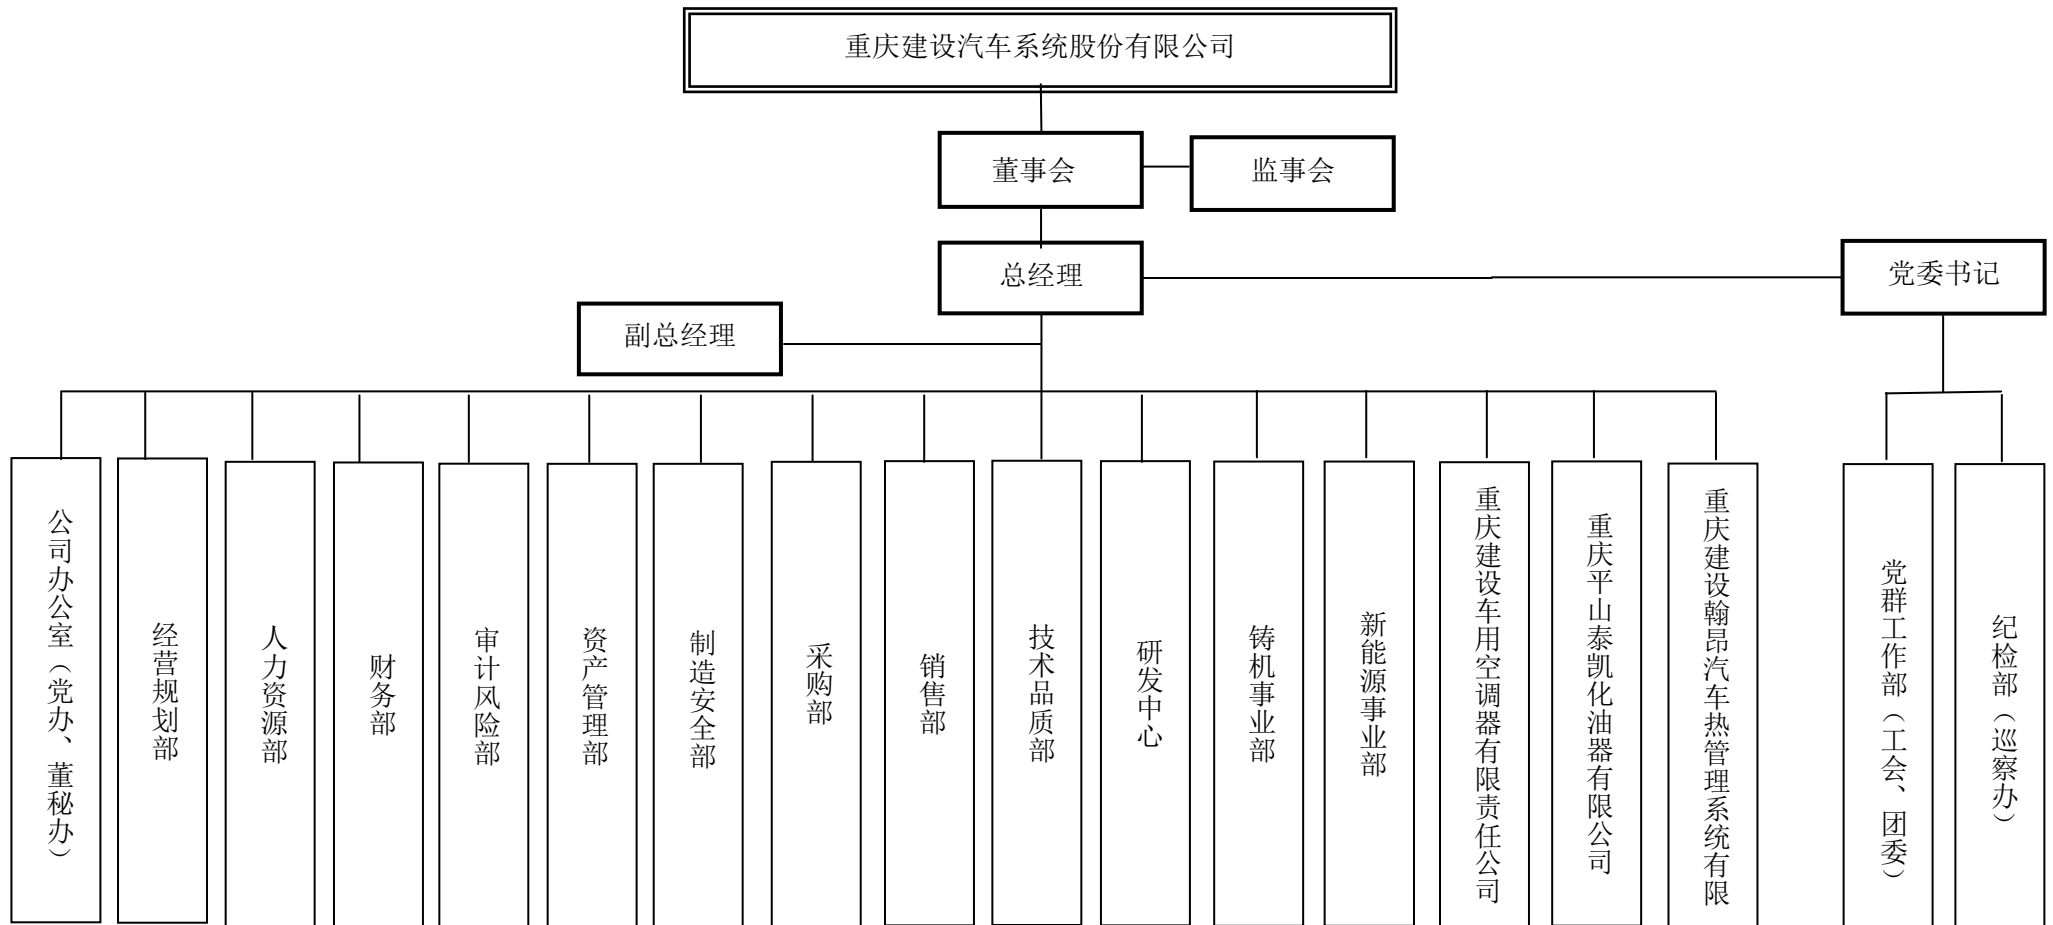 重庆建设汽车系统股份有限公司
董事会
监事会
总经理
党委书记
副总经理
公司办公室（党办、董秘办）
经营规划部
人力资源部
财务部
审计风险部
资产管理部
制造安全部
采购部
销售部
技术品质部
研发中心
铸机事业部
新能源事业部
重庆建设车用空调器有限责任公司
重庆平山泰凯化油器有限公司
重庆建设翰昂汽车热管理系统有限
党群工作部（工会、团委）
纪检部（巡察办）